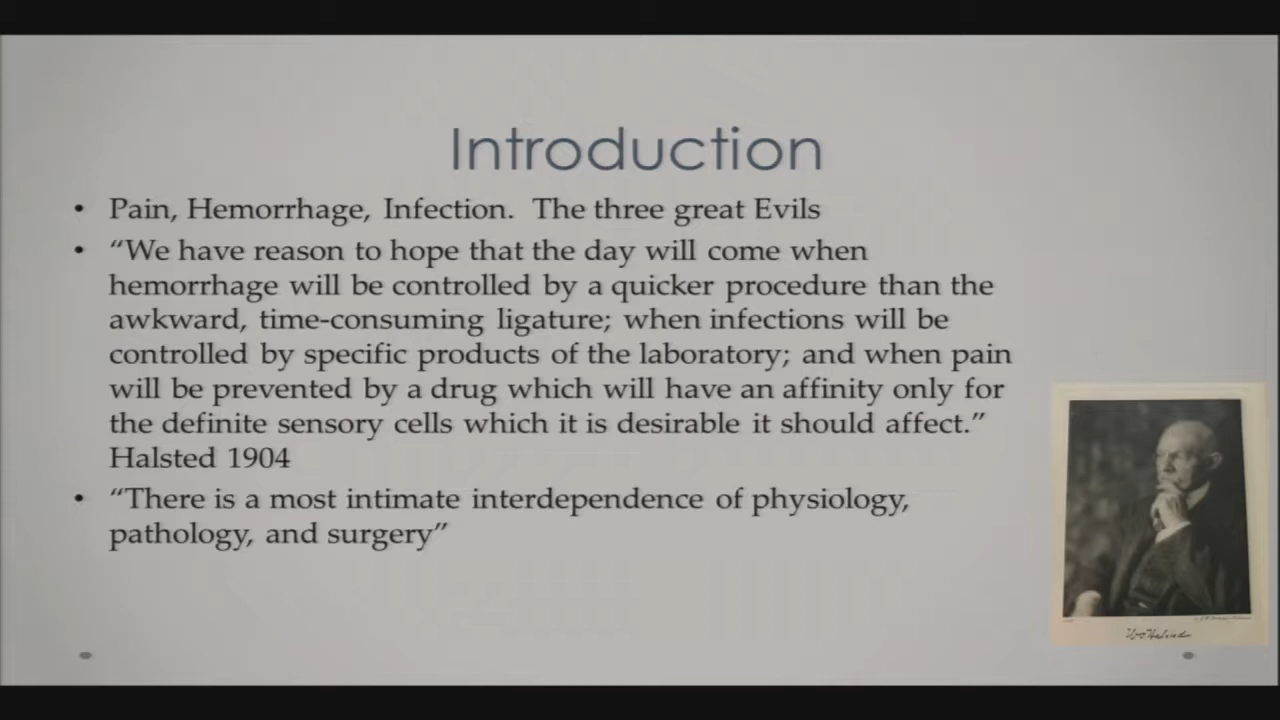 Introduction
• Pain, Hemorrhage, Infection.  The three great Evils
• “We have reason to hope that the day will come when
hemorrhage will be controlled by a quicker procedure than the
awkward, time-consuming ligature; when infections will be
controlled by specific products of the laboratory; and when pain
will be prevented by a drug which will have an affinity only for
the definite sensory cells which it is desirable it should affect.”
Halsted 1904
• “There is a most intimate interdependence of physiology,
pathology, and surgery”